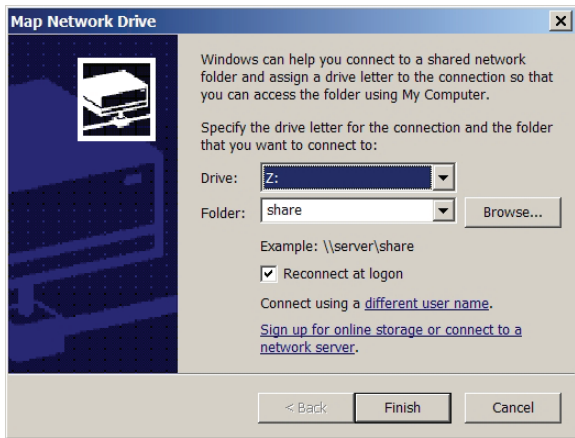 Map Network Drive
Windows can help you connect to a shared network
folder and assign a drive letter to the connection so that
you can access the folder using My Computer.
Specify the drive letter for the connection and the folder
that you want to connect to:
Drive: Z:
Folder: share Browse...
Example: \\server\share
Reconnect at logon
Connect using a different user name.
Sign up for online storage or connect to a
network server.
< Back Finish Cancel